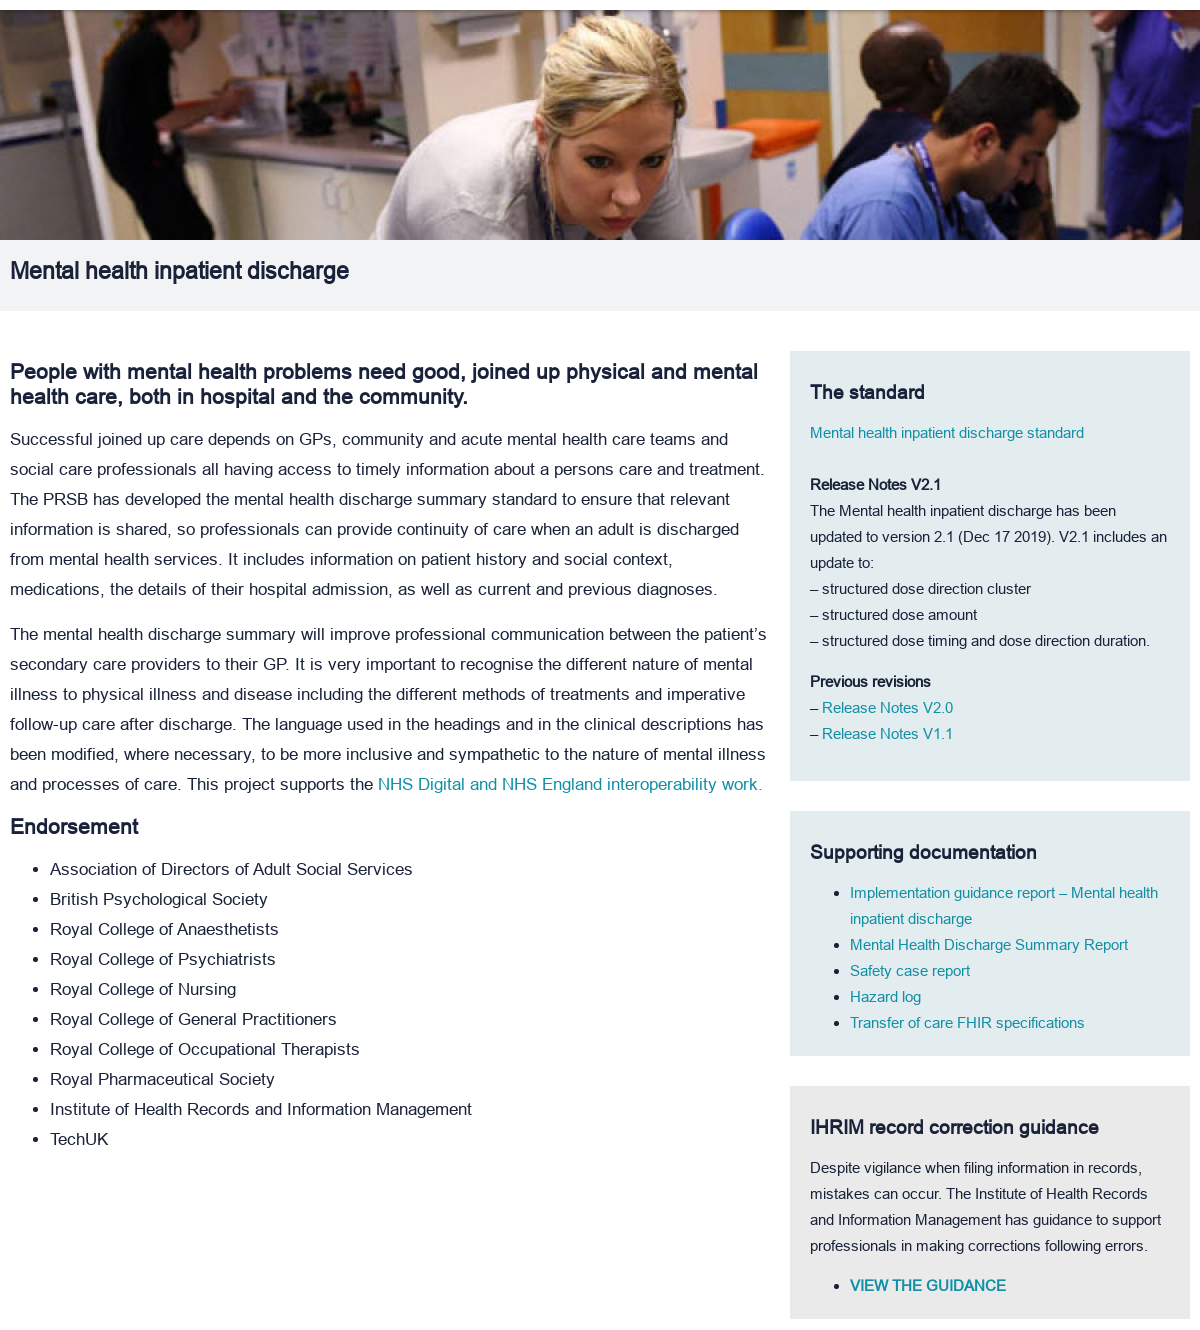 Mental health inpatient discharge
People with mental health problems need good, joined up physical and mental
health care, both in hospital and the community.
Successful joined up care depends on GPs, community and acute mental health care teams and
social care professionals all having access to timely information about a persons care and treatment.
The PRSB has developed the mental health discharge summary standard to ensure that relevant
information is shared, so professionals can provide continuity of care when an adult is discharged
from mental health services. It includes information on patient history and social context,
medications, the details of their hospital admission, as well as current and previous diagnoses.
The mental health discharge summary will improve professional communication between the patient’s
secondary care providers to their GP. It is very important to recognise the different nature of mental
illness to physical illness and disease including the different methods of treatments and imperative
follow-up care after discharge. The language used in the headings and in the clinical descriptions has
been modified, where necessary, to be more inclusive and sympathetic to the nature of mental illness
and processes of care. This project supports the NHS Digital and NHS England interoperability work.
Endorsement
• Association of Directors of Adult Social Services
• British Psychological Society
• Royal College of Anaesthetists
• Royal College of Psychiatrists
• Royal College of Nursing
• Royal College of General Practitioners
• Royal College of Occupational Therapists
• Royal Pharmaceutical Society
• Institute of Health Records and Information Management
• TechUK
The standard
Mental health inpatient discharge standard
Release Notes V2.1
The Mental health inpatient discharge has been
updated to version 2.1 (Dec 17 2019). V2.1 includes an
update to:
– structured dose direction cluster
– structured dose amount
– structured dose timing and dose direction duration.
Previous revisions
– Release Notes V2.0
– Release Notes V1.1
Supporting documentation
• Implementation guidance report – Mental health
inpatient discharge
• Mental Health Discharge Summary Report
• Safety case report
• Hazard log
• Transfer of care FHIR specifications
IHRIM record correction guidance
Despite vigilance when filing information in records,
mistakes can occur. The Institute of Health Records
and Information Management has guidance to support
professionals in making corrections following errors.
• VIEW THE GUIDANCE